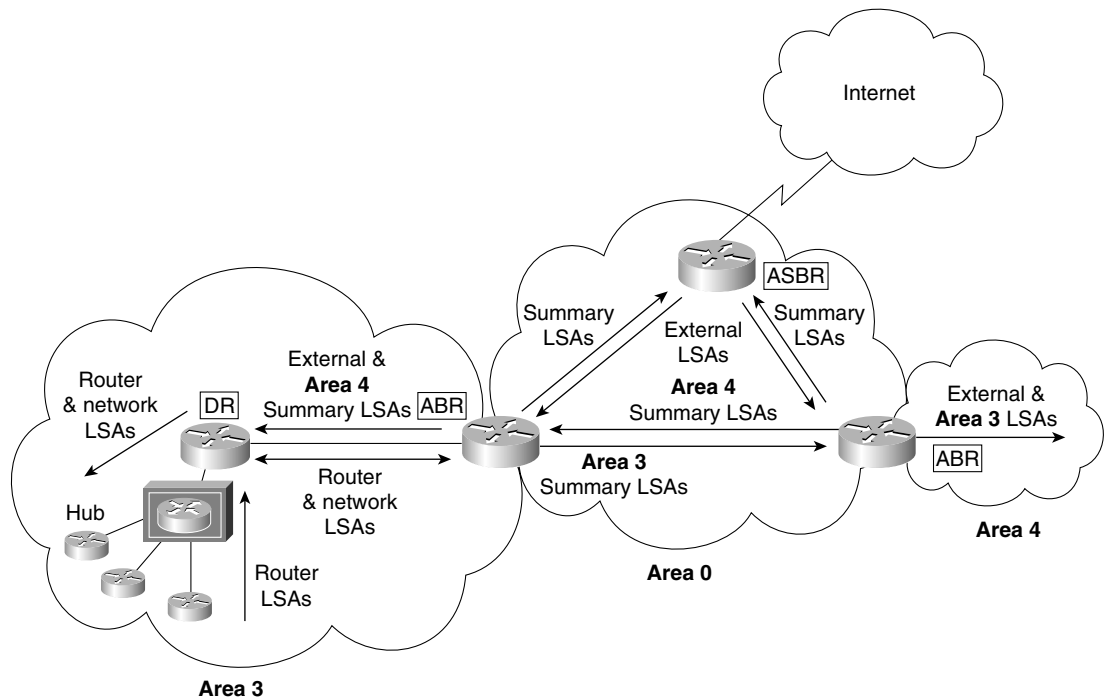 Internet
ASBR
Summary
LSAs
External
LSAs
Summary
LSAs
External &
Area 4
Summary LSAs
ABR
Router
& network
LSAs
DR
Area 4
Summary LSAs
External &
Area 3 LSAs
ABR
Area 3
Summary LSAs
Router
& network
LSAs
Hub
Router
LSAs
Area 4
Area 0
Area 3